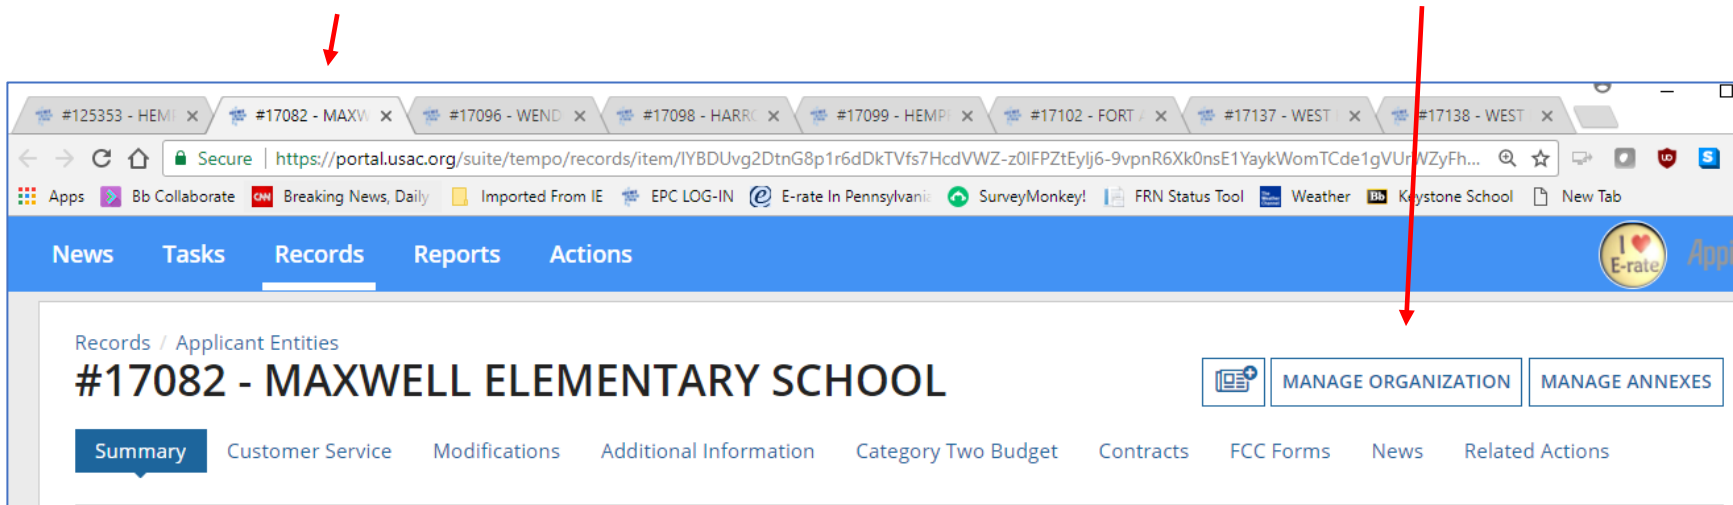 #125353 - HEM #17082 - MAXW #17096 - WEND #17098 - HARR #17099 - HEMP #17102 - FORT #17137 - WEST #17138 - WEST
Secure https://portal.usac.org/suite/tempo/records/item/
Apps Bb Collaborate CNN Breaking News, Daily Imported From IE EPC LOG-IN E-rate In Pennsylvania SurveyMonkey! FRN Status Tool Weather Bb Keystone School New Tab
News Tasks Records Reports Actions I ♥ E-rate Appi
Records / Applicant Entities
#17082 - MAXWELL ELEMENTARY SCHOOL MANAGE ORGANIZATION MANAGE ANNEXES
Summary Customer Service Modifications Additional Information Category Two Budget Contracts FCC Forms News Related Actions